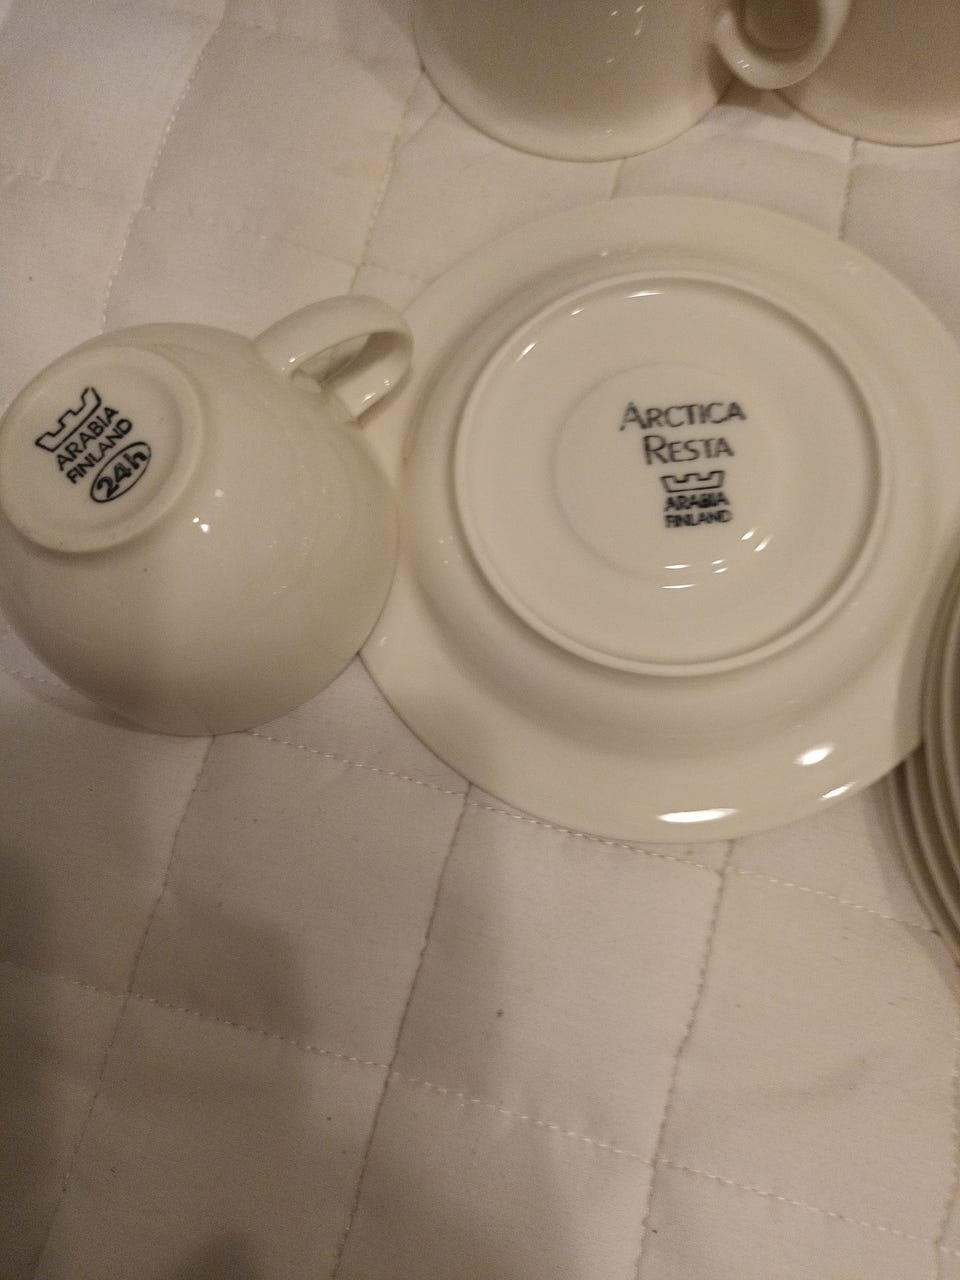 ARABIA
FINLAND
24h
ARCTICA
RESTA
ARABIA
FINLAND